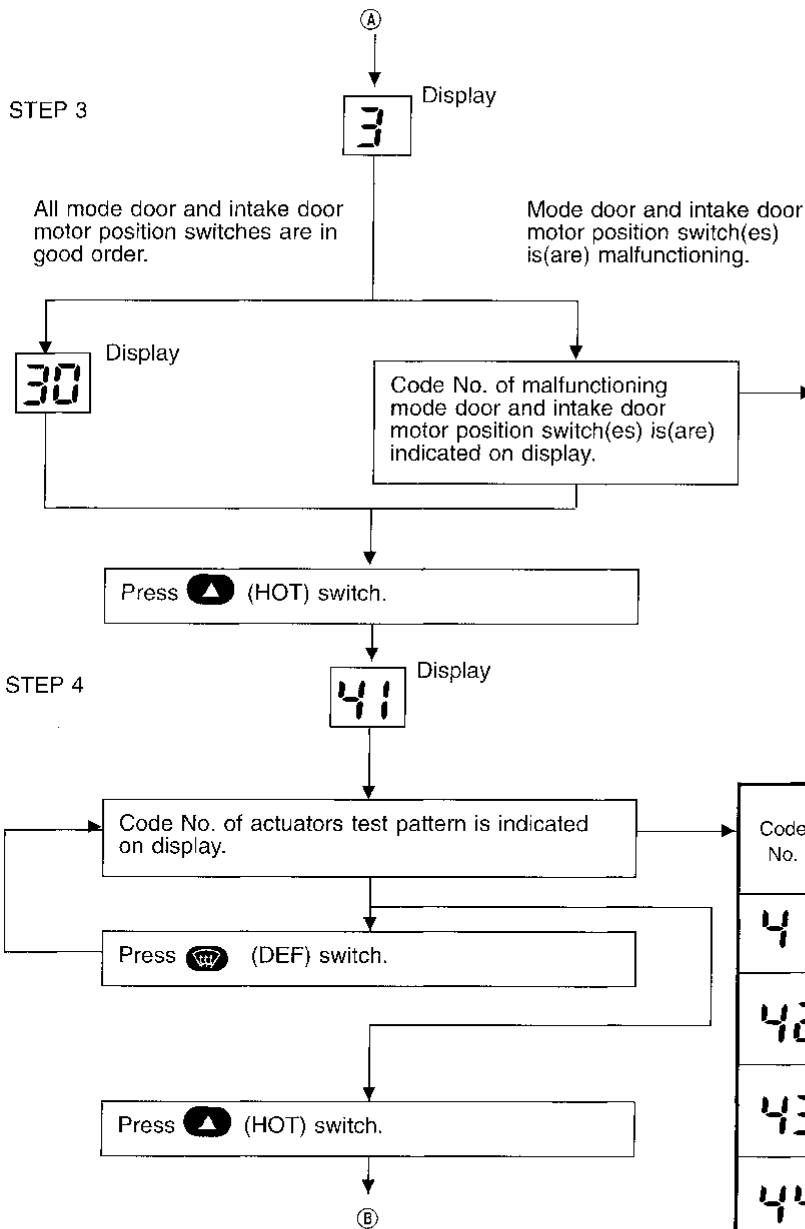 Ⓐ
STEP 3
3
Display
All mode door and intake door
motor position switches are in
good order.
Mode door and intake door
motor position switch(es)
is(are) malfunctioning.
30
Display
Code No. of malfunctioning
mode door and intake door
motor position switch(es) is(are)
indicated on display.
Press (HOT) switch.
STEP 4
41
Display
Code No. of actuators test pattern is indicated
on display.
Press (DEF) switch.
Press (HOT) switch.
Ⓑ
Code
No.
4
42
43
44